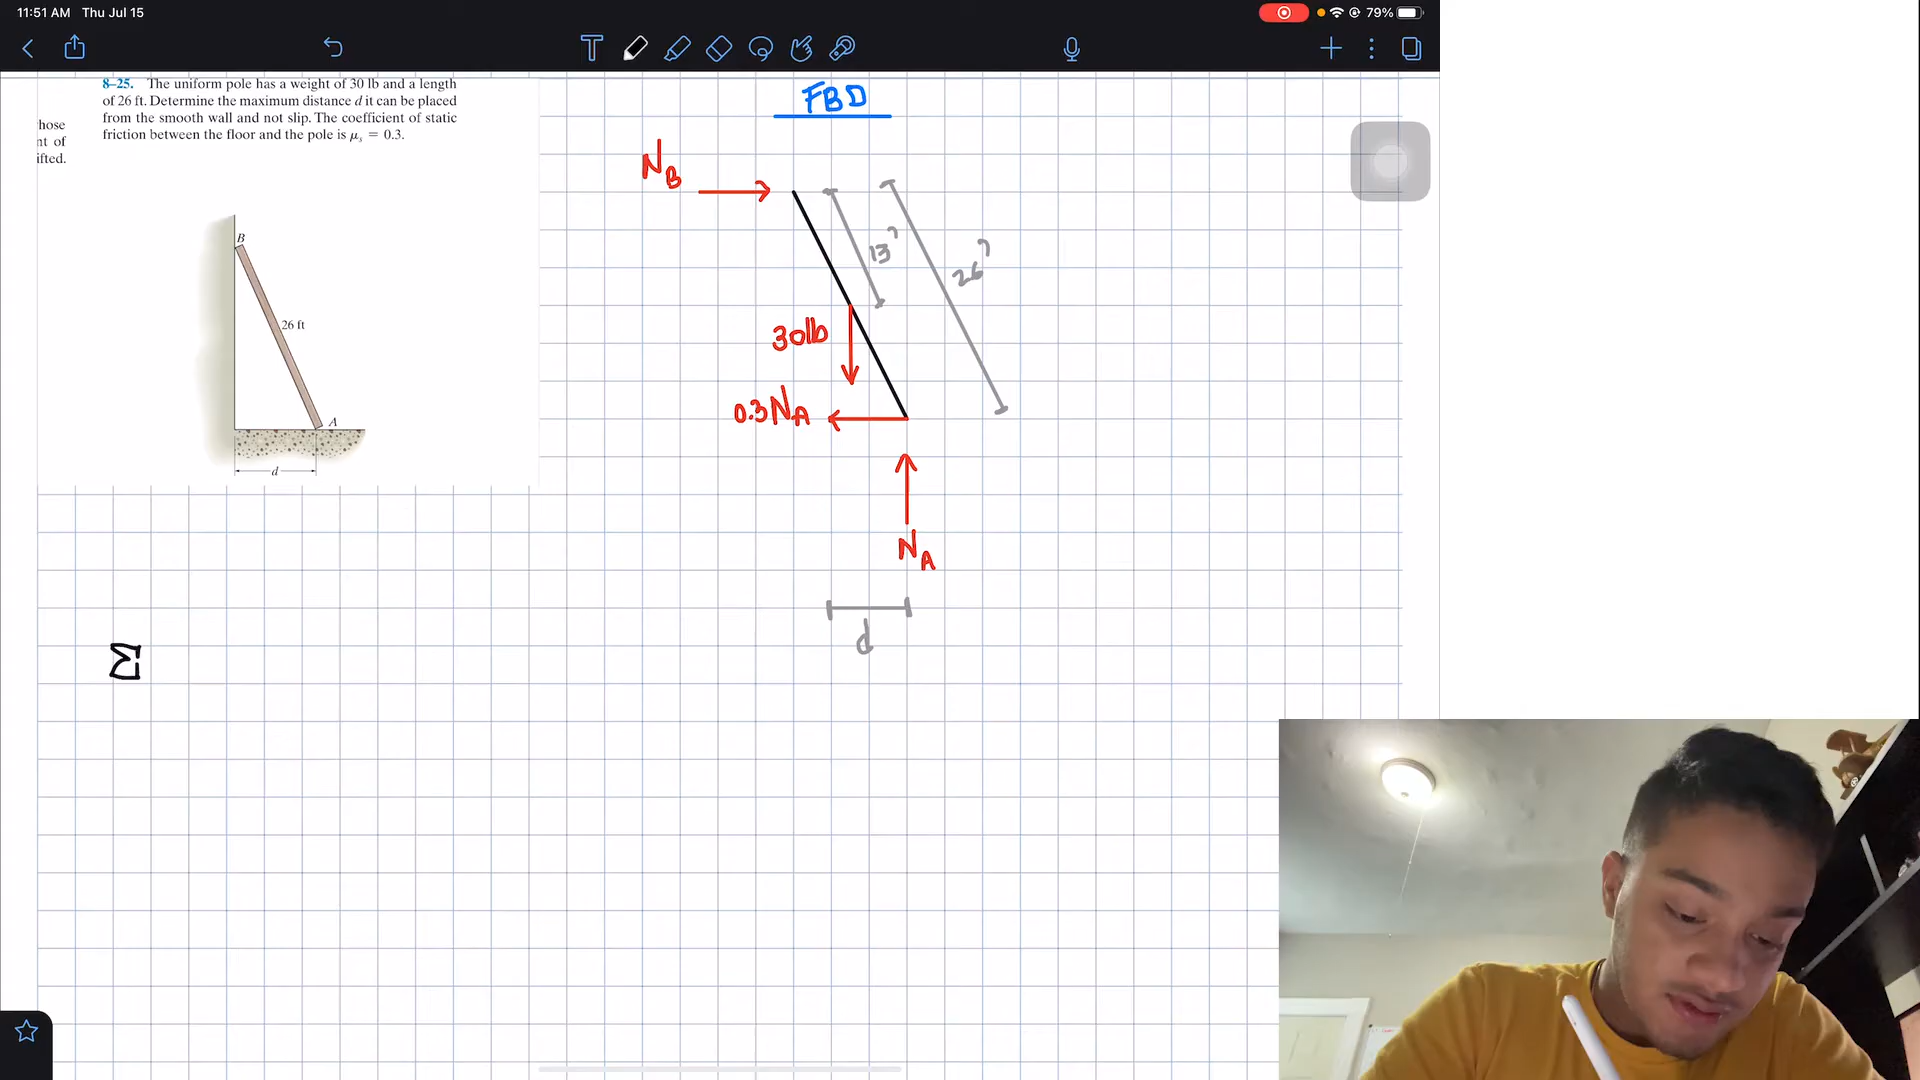 11:51 AM Thu Jul 15
79%
8–25. The uniform pole has a weight of 30 lb and a length
of 26 ft. Determine the maximum distance d it can be placed
from the smooth wall and not slip. The coefficient of static
friction between the floor and the pole is μs = 0.3.
hose
nt of
ifted.
B
26 ft
A
d
FBD
NB
13'
26'
30lb
0.3NA
NA
d
Σ